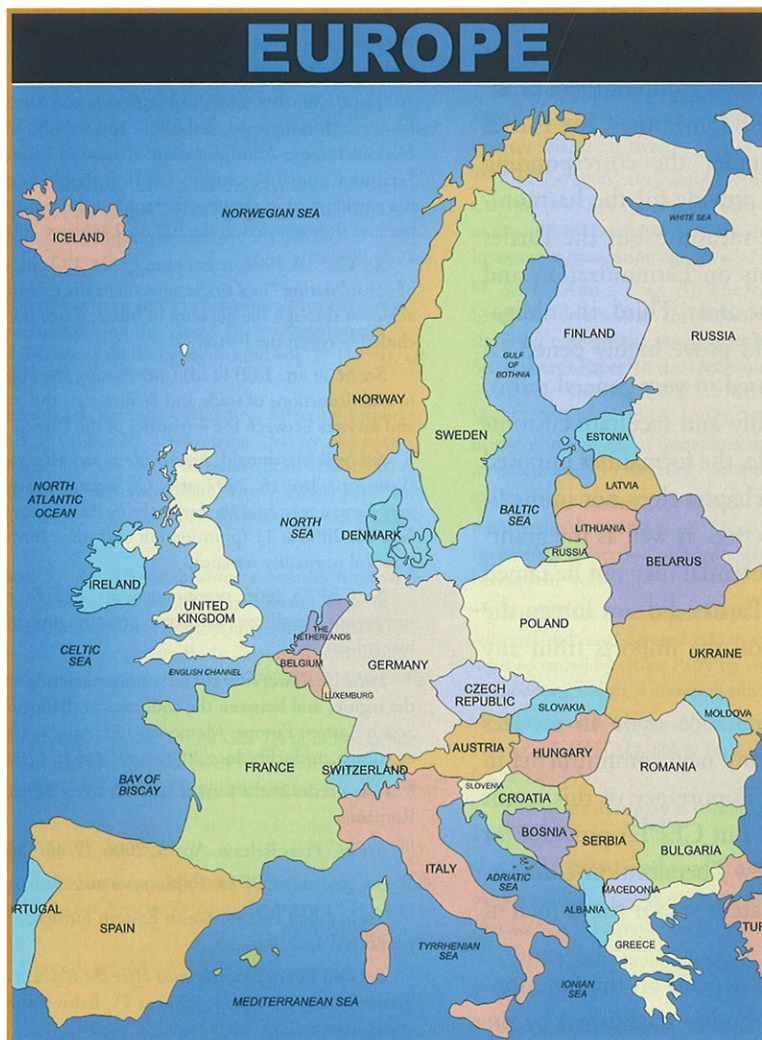 EUROPE
ICELAND
NORWEGIAN SEA
WHITE SEA
FINLAND
RUSSIA
GULF
OF
BOTHNIA
NORWAY
SWEDEN
ESTONIA
NORTH
ATLANTIC
OCEAN
LATVIA
BALTIC
SEA
NORTH
SEA
LITHUANIA
DENMARK
RUSSIA
BELARUS
IRELAND
UNITED
KINGDOM
THE
NETHERLANDS
POLAND
CELTIC
SEA
UKRAINE
BELGIUM
GERMANY
ENGLISH CHANNEL
CZECH
REPUBLIC
LUXEMBURG
SLOVAKIA
MOLDOVA
AUSTRIA
HUNGARY
FRANCE
SWITZERLAND
ROMANIA
BAY OF
BISCAY
SLOVENIA
CROATIA
BOSNIA
SERBIA
BULGARIA
ITALY
ADRIATIC
SEA
MACEDONIA
ORTUGAL
ALBANIA
SPAIN
TUR
GREECE
TYRRHENIAN
SEA
IONIAN
SEA
MEDITERRANEAN SEA